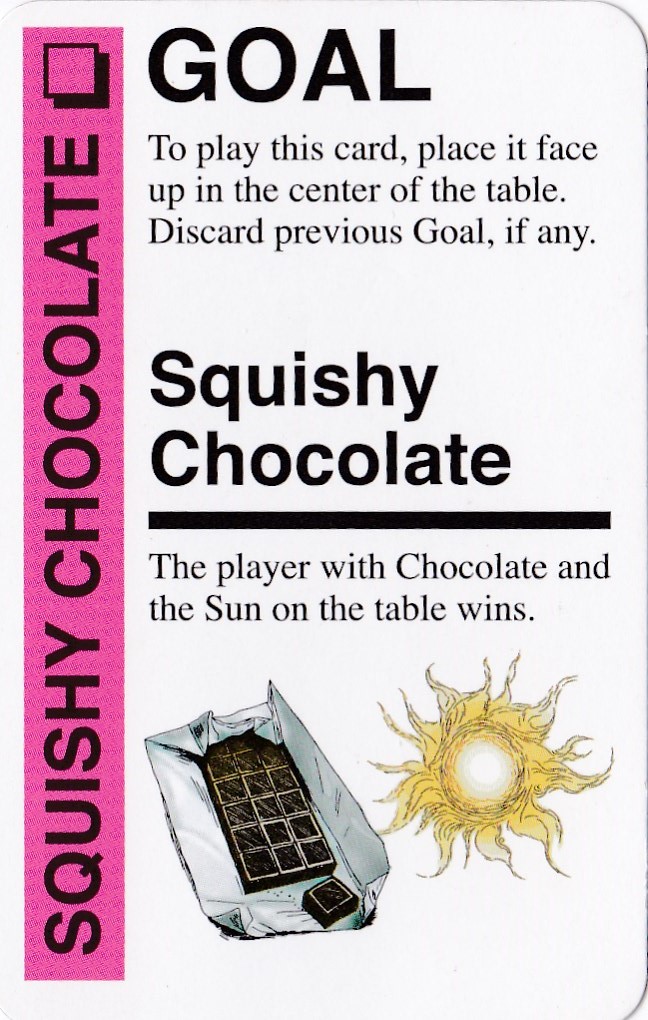 SQUISHY CHOCOLATE
GOAL
To play this card, place it face
up in the center of the table.
Discard previous Goal, if any.
Squishy
Chocolate
The player with Chocolate and
the Sun on the table wins.